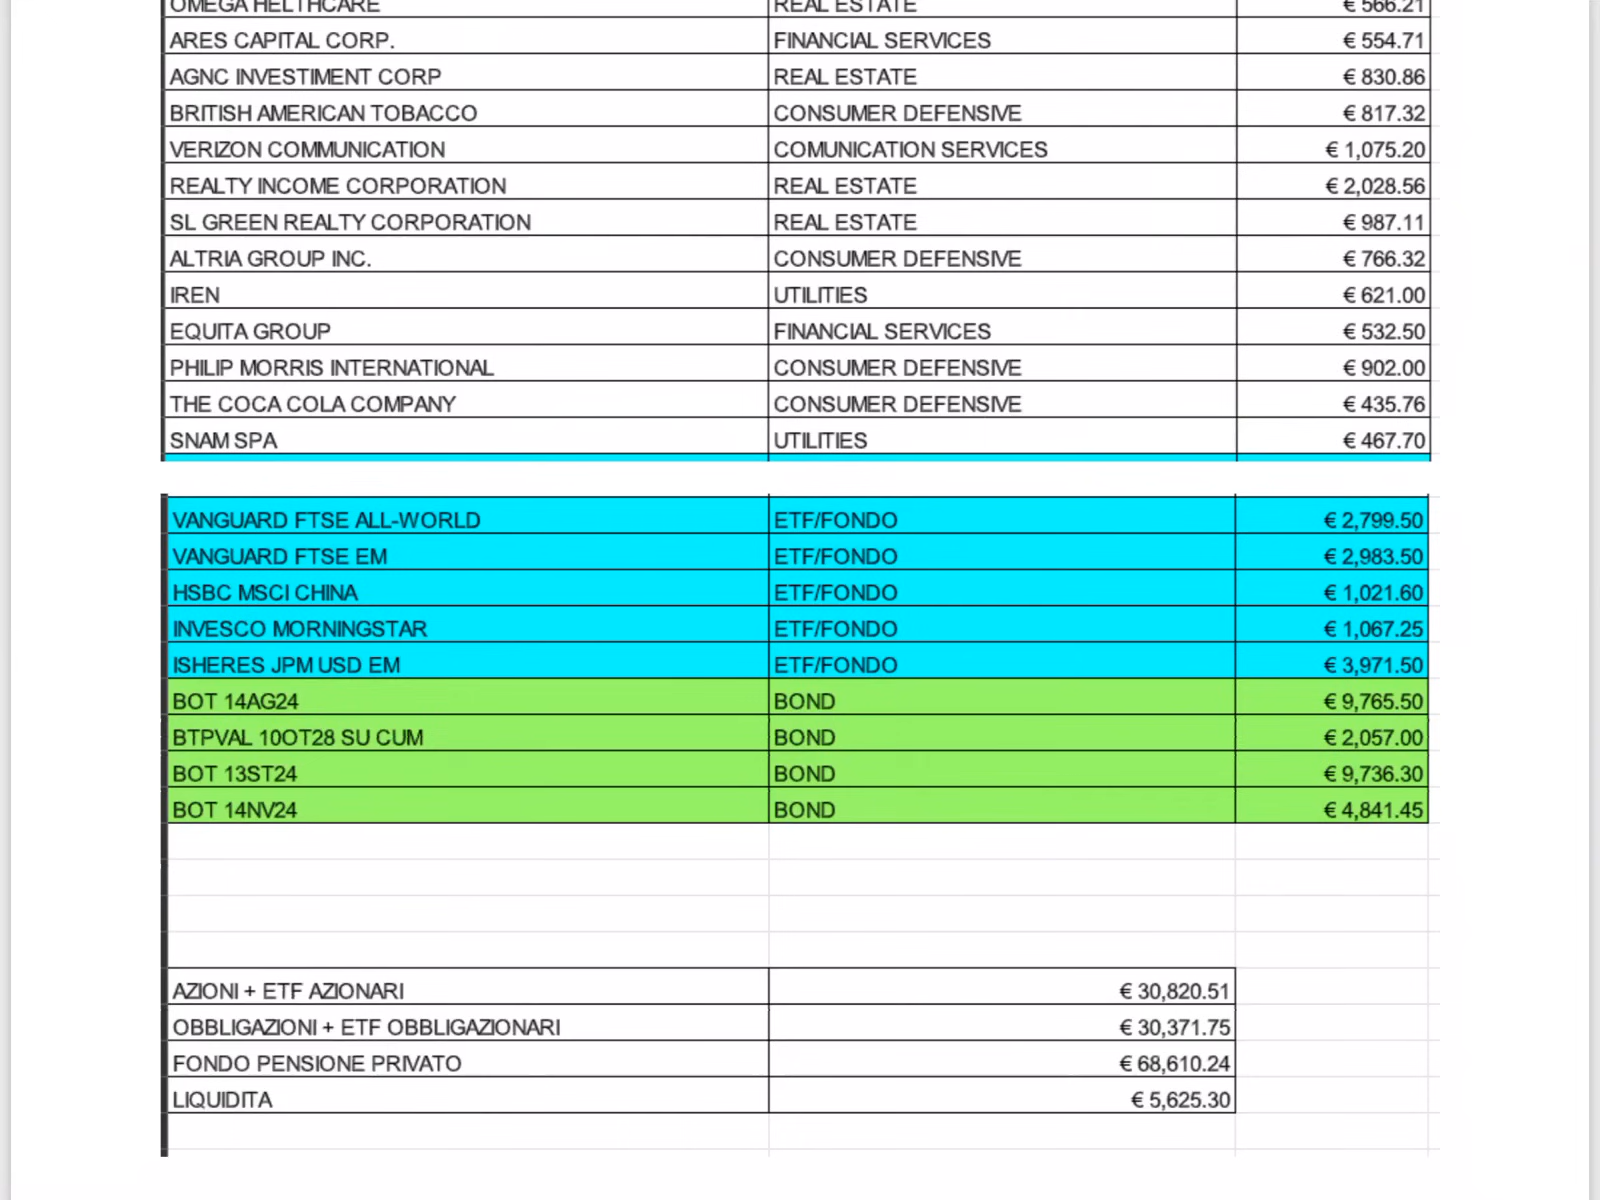 OMEGA HELTHCARE REAL ESTATE € 566.21
ARES CAPITAL CORP. FINANCIAL SERVICES € 554.71
AGNC INVESTIMENT CORP REAL ESTATE € 830.86
BRITISH AMERICAN TOBACCO CONSUMER DEFENSIVE € 817.32
VERIZON COMMUNICATION COMUNICATION SERVICES € 1,075.20
REALTY INCOME CORPORATION REAL ESTATE € 2,028.56
SL GREEN REALTY CORPORATION REAL ESTATE € 987.11
ALTRIA GROUP INC. CONSUMER DEFENSIVE € 766.32
IREN UTILITIES € 621.00
EQUITA GROUP FINANCIAL SERVICES € 532.50
PHILIP MORRIS INTERNATIONAL CONSUMER DEFENSIVE € 902.00
THE COCA COLA COMPANY CONSUMER DEFENSIVE € 435.76
SNAM SPA UTILITIES € 467.70
VANGUARD FTSE ALL-WORLD ETF/FONDO € 2,799.50
VANGUARD FTSE EM ETF/FONDO € 2,983.50
HSBC MSCI CHINA ETF/FONDO € 1,021.60
INVESCO MORNINGSTAR ETF/FONDO € 1,067.25
ISHERES JPM USD EM ETF/FONDO € 3,971.50
BOT 14AG24 BOND € 9,765.50
BTPVAL 10OT28 SU CUM BOND € 2,057.00
BOT 13ST24 BOND € 9,736.30
BOT 14NV24 BOND € 4,841.45
AZIONI + ETF AZIONARI € 30,820.51
OBBLIGAZIONI + ETF OBBLIGAZIONARI € 30,371.75
FONDO PENSIONE PRIVATO € 68,610.24
LIQUIDITA € 5,625.30